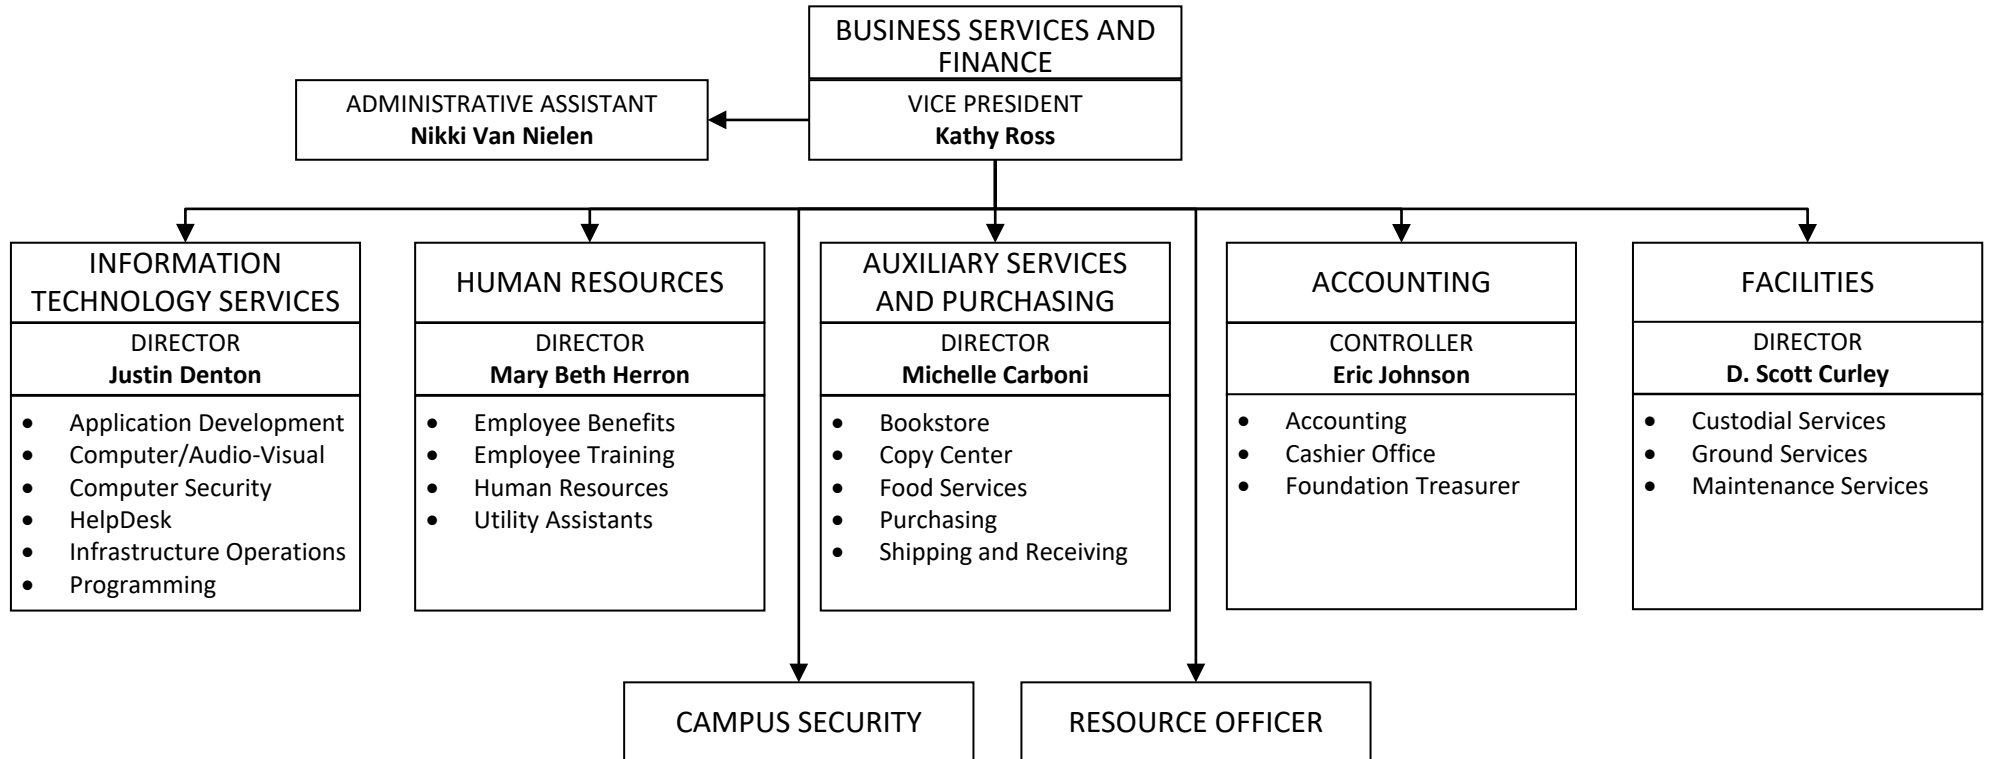 BUSINESS SERVICES AND
FINANCE
ADMINISTRATIVE ASSISTANT
Nikki Van Nielen
VICE PRESIDENT
Kathy Ross
INFORMATION
TECHNOLOGY SERVICES
DIRECTOR
Justin Denton
• Application Development
• Computer/Audio-Visual
• Computer Security
• HelpDesk
• Infrastructure Operations
• Programming
HUMAN RESOURCES
DIRECTOR
Mary Beth Herron
• Employee Benefits
• Employee Training
• Human Resources
• Utility Assistants
AUXILIARY SERVICES
AND PURCHASING
DIRECTOR
Michelle Carboni
• Bookstore
• Copy Center
• Food Services
• Purchasing
• Shipping and Receiving
ACCOUNTING
CONTROLLER
Eric Johnson
• Accounting
• Cashier Office
• Foundation Treasurer
FACILITIES
DIRECTOR
D. Scott Curley
• Custodial Services
• Ground Services
• Maintenance Services
CAMPUS SECURITY
RESOURCE OFFICER